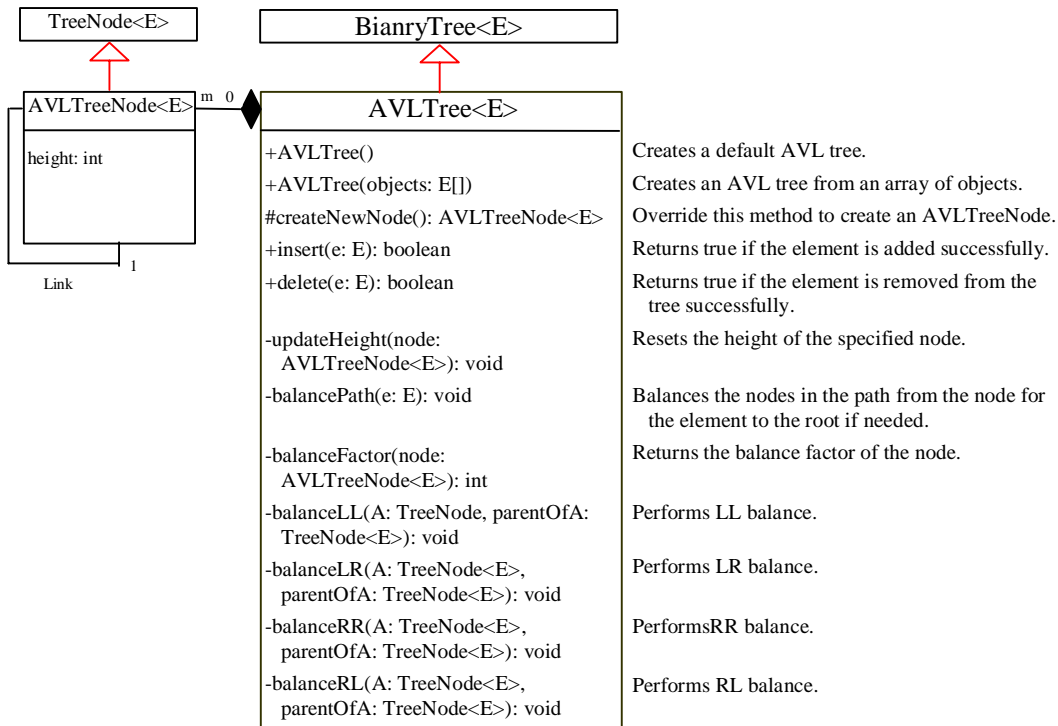 TreeNode<E>
BianryTree<E>
AVLTreeNode<E>
m 0
AVLTree<E>
height: int
Link
1
+AVLTree()
Creates a default AVL tree.
+AVLTree(objects: E[])
Creates an AVL tree from an array of objects.
#createNewNode(): AVLTreeNode<E>
Override this method to create an AVLTreeNode.
+insert(e: E): boolean
Returns true if the element is added successfully.
+delete(e: E): boolean
Returns true if the element is removed from the
tree successfully.
-updateHeight(node:
AVLTreeNode<E>): void
Resets the height of the specified node.
-balancePath(e: E): void
Balances the nodes in the path from the node for
the element to the root if needed.
-balanceFactor(node:
AVLTreeNode<E>): int
Returns the balance factor of the node.
-balanceLL(A: TreeNode, parentOfA:
TreeNode<E>): void
Performs LL balance.
-balanceLR(A: TreeNode<E>,
parentOfA: TreeNode<E>): void
Performs LR balance.
-balanceRR(A: TreeNode<E>,
parentOfA: TreeNode<E>): void
PerformsRR balance.
-balanceRL(A: TreeNode<E>,
parentOfA: TreeNode<E>): void
Performs RL balance.